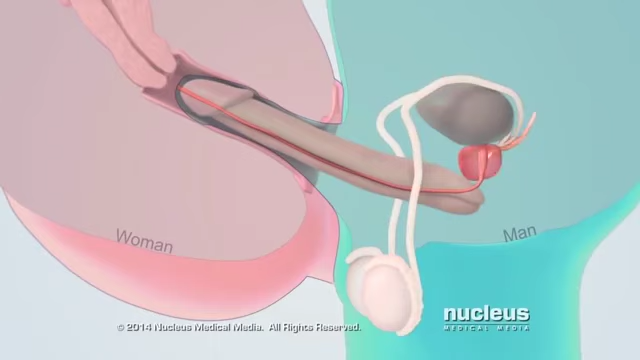 Woman
Man
© 2014 Nucleus Medical Media. All Rights Reserved.
nucleus
MEDICAL MEDIA